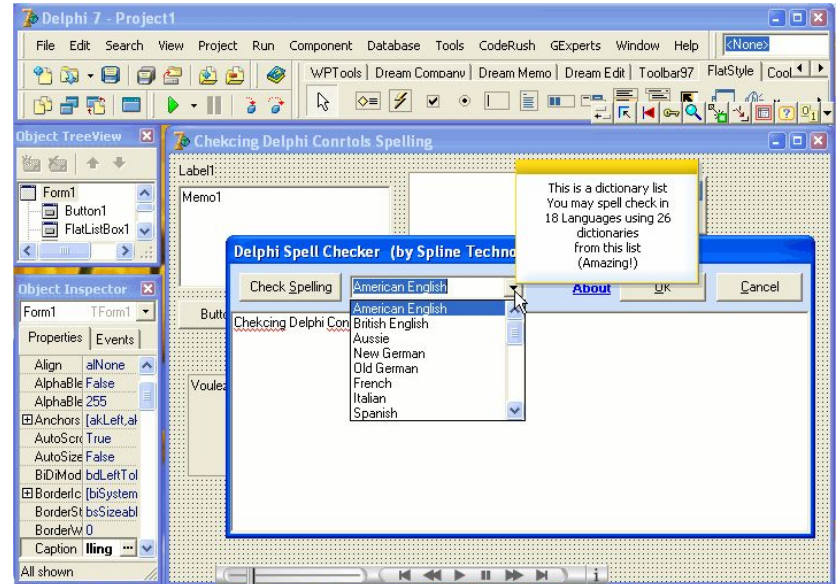 Delphi 7 - Project1
File Edit Search View Project Run Component Database Tools CodeRush GExperts Window Help <None>
WPTools Dream Company Dream Memo Dream Edit Toolbar97 FlatStyle Cool
Object TreeView
Form1
Button1
FlatListBox1
Object Inspector
Form1 TForm1
Properties Events
Align alNone
AlphaBle False
AlphaBle 255
Anchors [akLeft,ak
AutoScro True
AutoSize False
BiDiMod bdLeftTo
BorderIc [biSystem
BorderSt bsSizeabl
BorderW 0
Caption lling ...
All shown
Chekcing Delphi Conrtols Spelling
Label1
Memo1
Butto
Voulez
This is a dictionary list
You may spell check in
18 Languages using 26
dictionaries
from this list
(Amazing!)
Delphi Spell Checker (by Spline Techno
Check Spelling American English About OK Cancel
Chekcing Delphi Con
American English
British English
Aussie
New German
Old German
French
Italian
Spanish